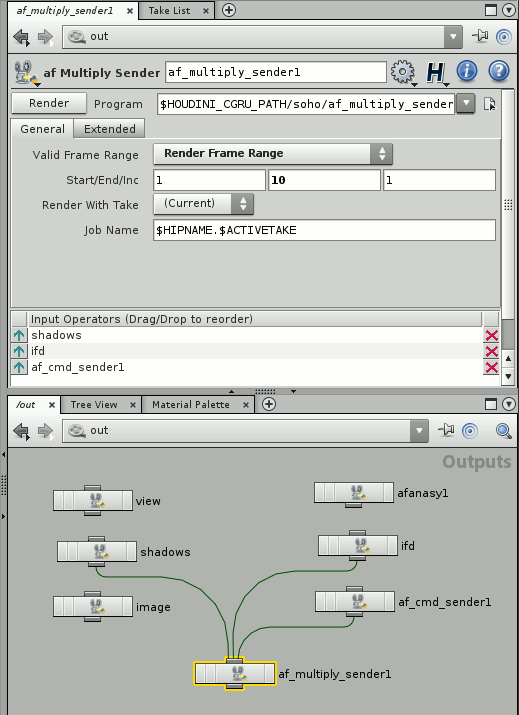 af_multiply_sender1
Take List
out
af Multiply Sender
af_multiply_sender1
Render
Program
$HOUDINI_CGRU_PATH/soho/af_multiply_sender
General
Extended
Valid Frame Range
Render Frame Range
Start/End/Inc
1
10
1
Render With Take
(Current)
Job Name
$HIPNAME.$ACTIVETAKE
Input Operators (Drag/Drop to reorder)
shadows
ifd
af_cmd_sender1
/out
Tree View
Material Palette
out
Outputs
view
afanasy1
shadows
ifd
image
af_cmd_sender1
af_multiply_sender1